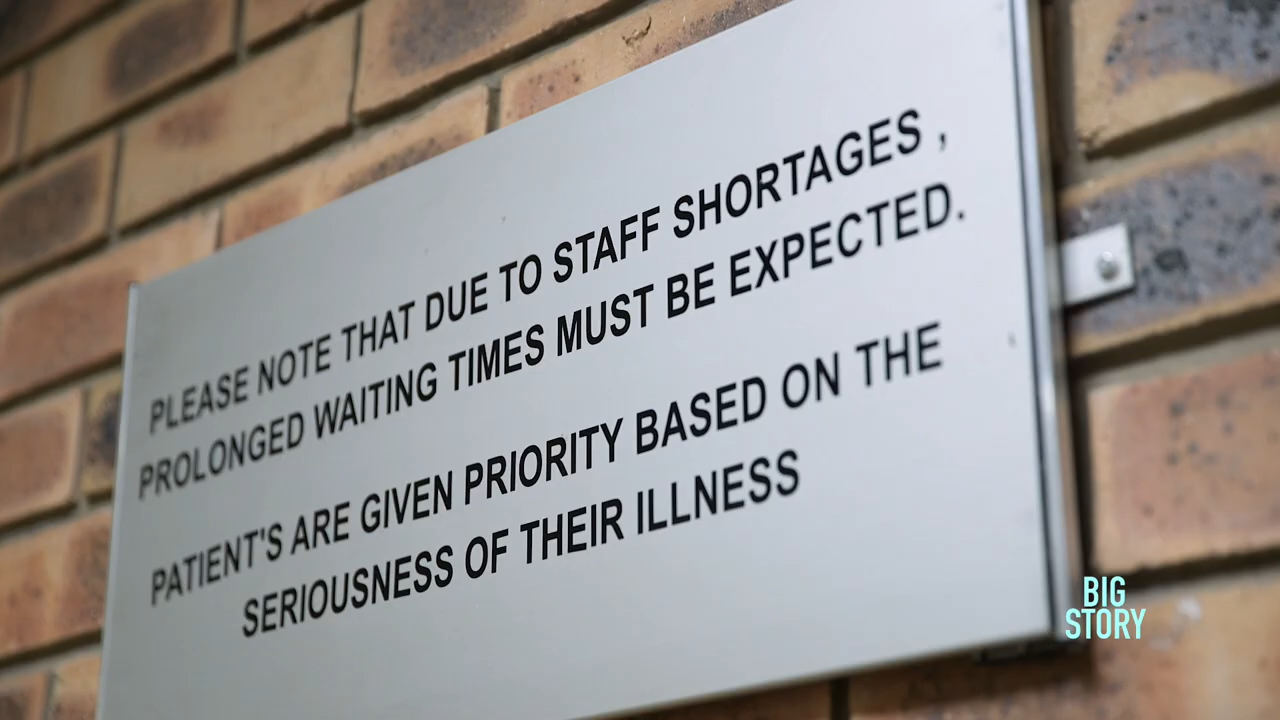 PLEASE NOTE THAT DUE TO STAFF SHORTAGES ,
PROLONGED WAITING TIMES MUST BE EXPECTED.
PATIENT'S ARE GIVEN PRIORITY BASED ON THE
SERIOUSNESS OF THEIR ILLNESS
BIG
STORY